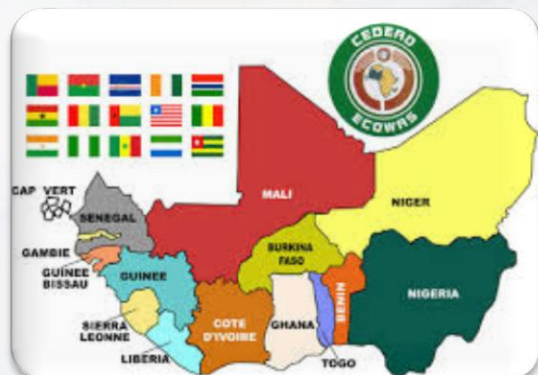 CEDEAO
ECOWAS
CAP VERT
SENEGAL
MALI
NIGER
GAMBIE
GUINEE
BISSAU
GUINEE
BURKINA
FASO
SIERRA
LEONNE
LIBERIA
COTE
D'IVOIRE
GHANA
TOGO
BENIN
NIGERIA